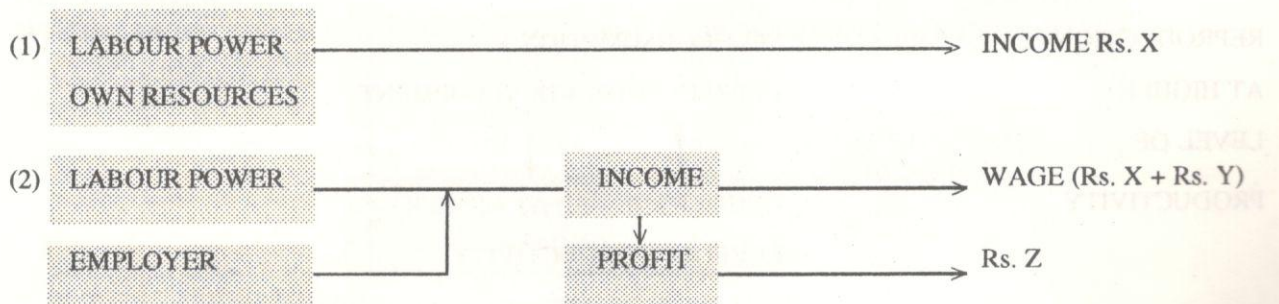 (1) LABOUR POWER INCOME Rs. X
OWN RESOURCES
(2) LABOUR POWER INCOME WAGE (Rs. X + Rs. Y)
EMPLOYER PROFIT Rs. Z